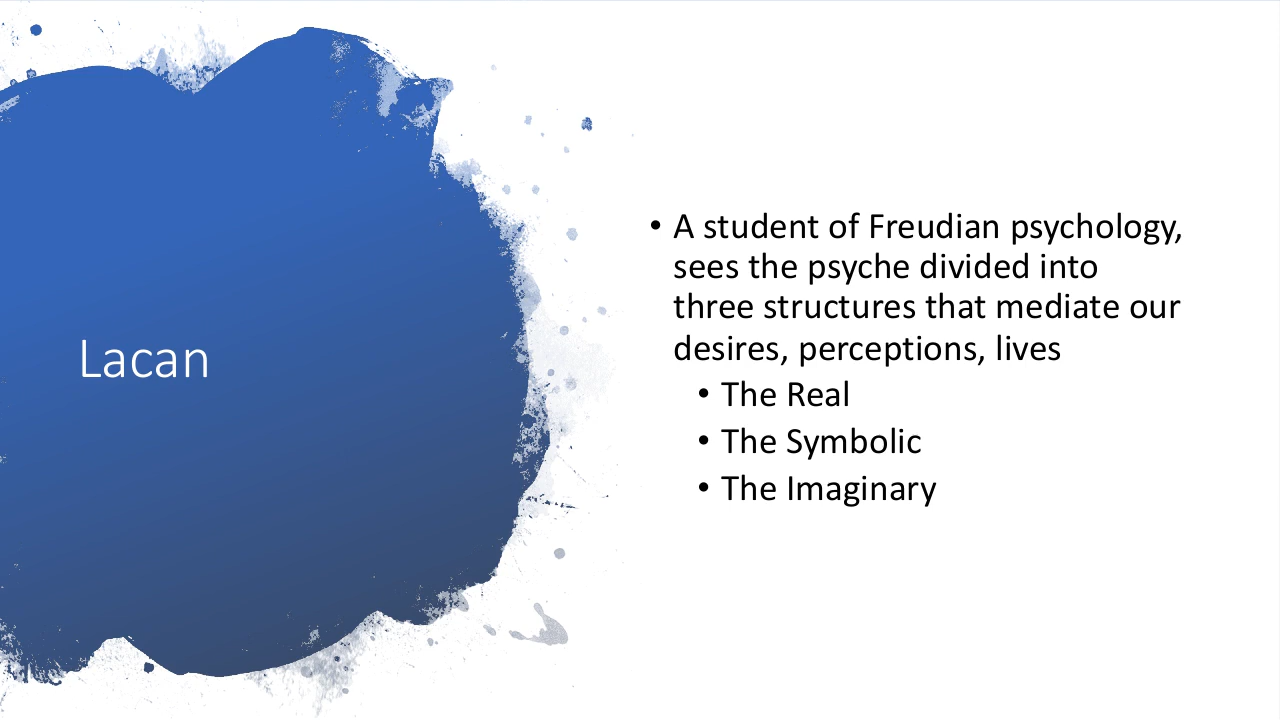 Lacan
• A student of Freudian psychology,
sees the psyche divided into
three structures that mediate our
desires, perceptions, lives
• The Real
• The Symbolic
• The Imaginary